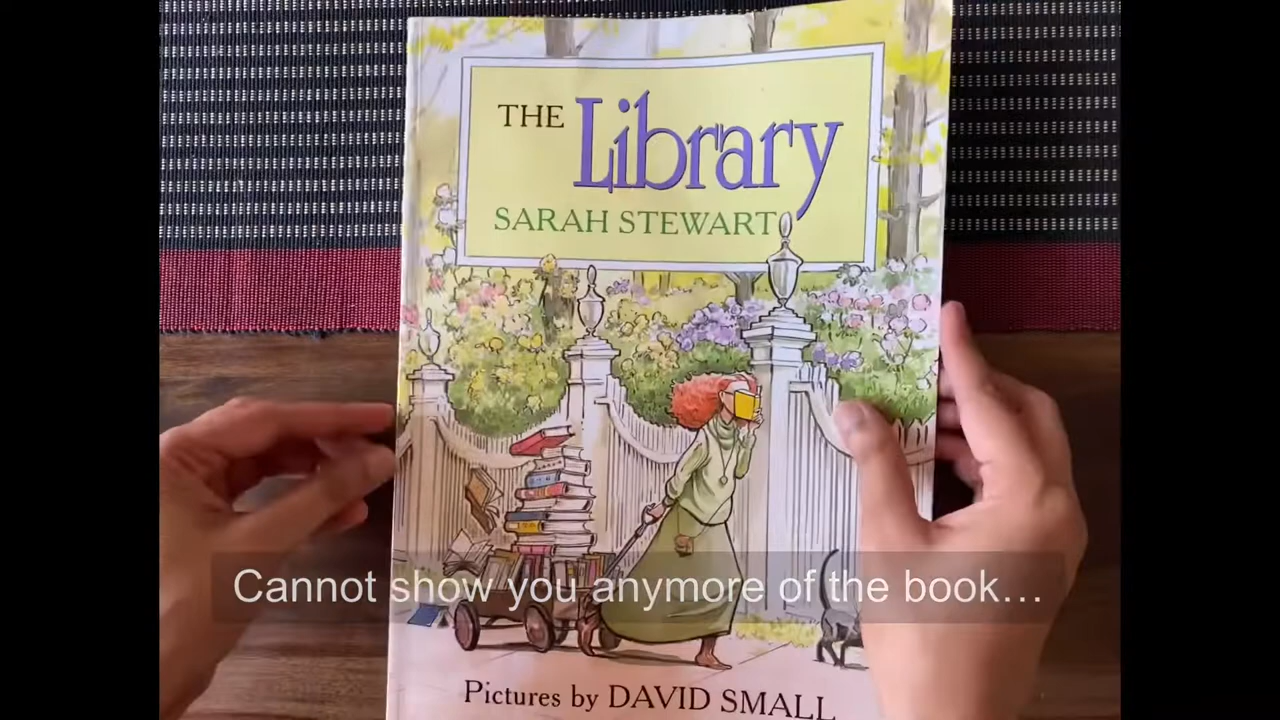 THE Library
SARAH STEWART
Cannot show you anymore of the book…
Pictures by DAVID SMALL